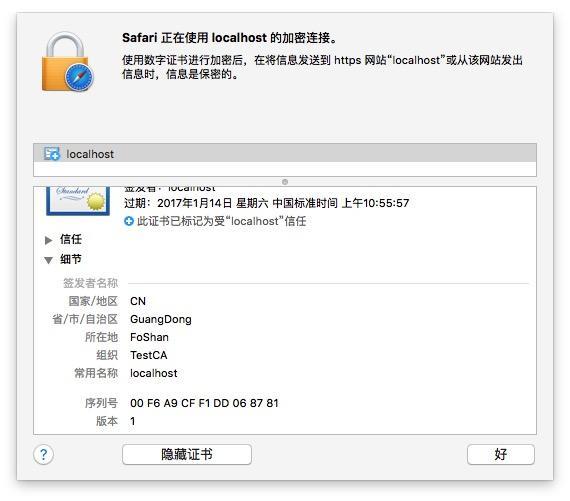 Safari 正在使用 localhost 的加密连接。
使用数字证书进行加密后，在将信息发送到 https 网站“localhost”或从该网站发出
信息时，信息是保密的。
localhost
Standard
签发者：localhost
过期：2017年1月14日 星期六 中国标准时间 上午10:55:57
此证书已标记为受“localhost”信任
信任
细节
签发者名称
国家/地区 CN
省/市/自治区 GuangDong
所在地 FoShan
组织 TestCA
常用名称 localhost
序列号 00 F6 A9 CF F1 DD 06 87 81
版本 1
?
隐藏证书
好